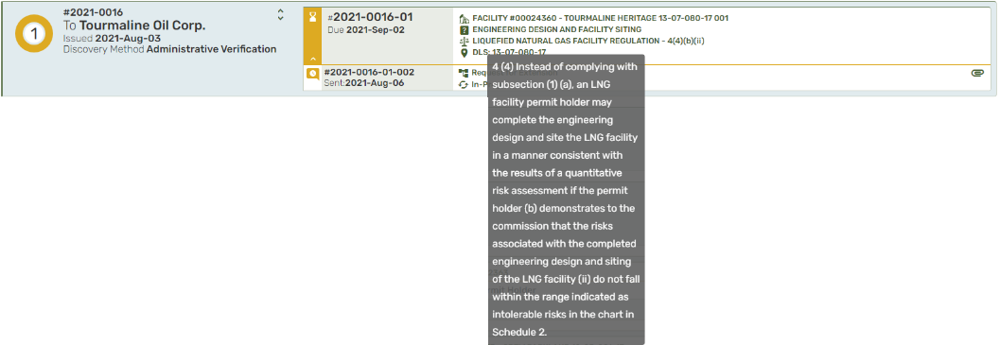 1
#2021-0016
To Tourmaline Oil Corp.
Issued 2021-Aug-03
Discovery Method Administrative Verification
#2021-0016-01
Due 2021-Sep-02
FACILITY #00024360 - TOURMALINE HERITAGE 13-07-080-17 001
ENGINEERING DESIGN AND FACILITY SITING
LIQUEFIED NATURAL GAS FACILITY REGULATION - 4(4)(b)(ii)
DLS: 13-07-080-17
#2021-0016-01-002
Sent:2021-Aug-06
4 (4) Instead of complying with
subsection (1) (a), an LNG
facility permit holder may
complete the engineering
design and site the LNG facility
in a manner consistent with
the results of a quantitative
risk assessment if the permit
holder (b) demonstrates to the
commission that the risks
associated with the completed
engineering design and siting
of the LNG facility (ii) do not fall
within the range indicated as
intolerable risks in the chart in
Schedule 2.